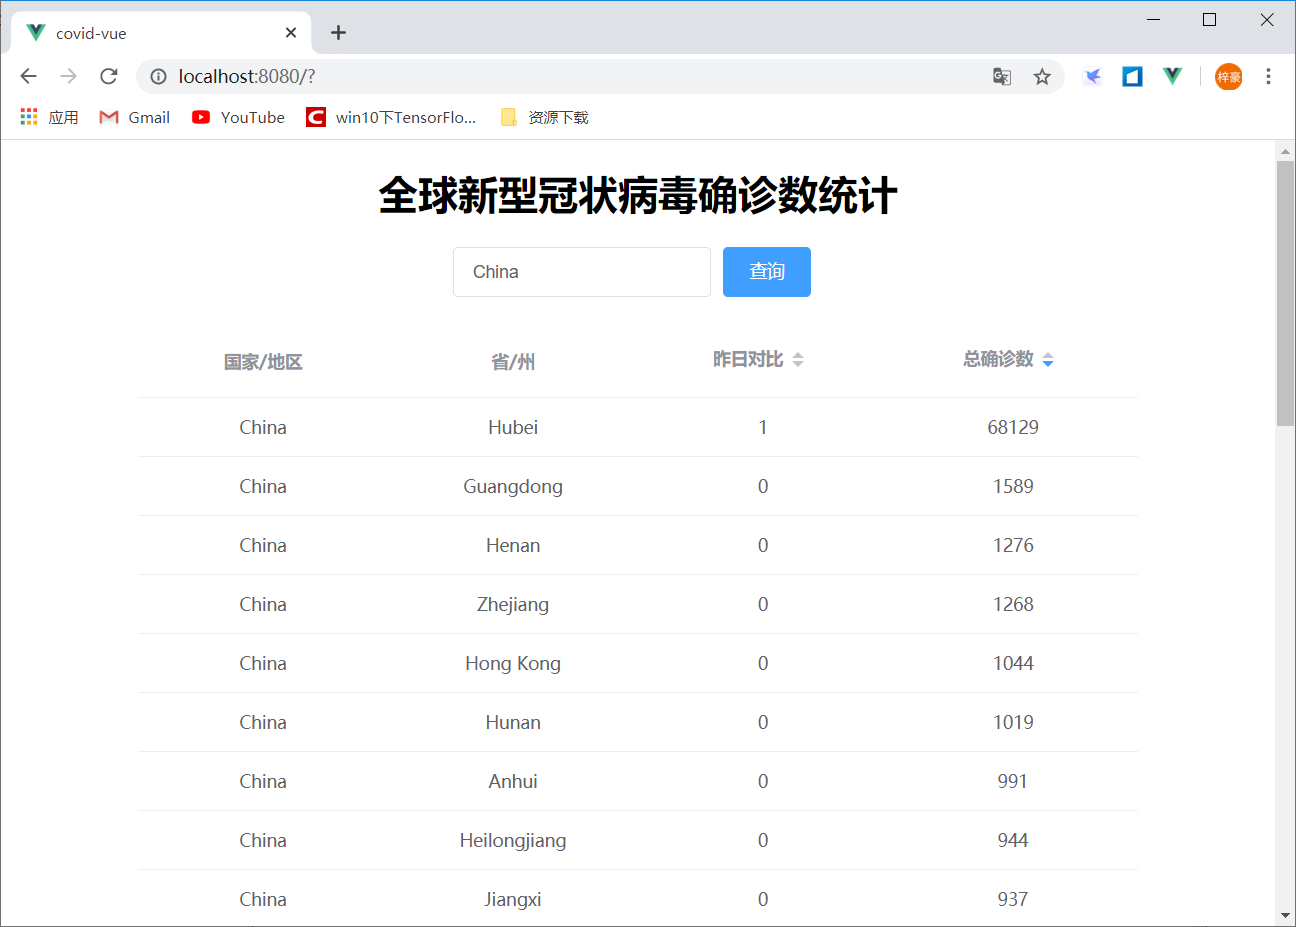 covid-vue
localhost:8080/?
梓豪
应用 Gmail YouTube win10下TensorFlo... 资源下载
全球新型冠状病毒确诊数统计
China 查询
国家/地区 省/州 昨日对比 总确诊数
China Hubei 1 68129
China Guangdong 0 1589
China Henan 0 1276
China Zhejiang 0 1268
China Hong Kong 0 1044
China Hunan 0 1019
China Anhui 0 991
China Heilongjiang 0 944
China Jiangxi 0 937